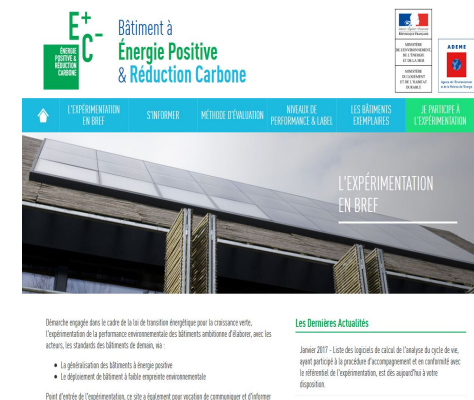 E+
C-
ÉNERGIE
POSITIVE &
RÉDUCTION
CARBONE
Bâtiment à
Énergie Positive
& Réduction Carbone
MINISTÈRE
DE L'ENVIRONNEMENT,
DE L'ÉNERGIE
ET DE LA MER
MINISTÈRE
DU LOGEMENT
ET DE L'HABITAT
DURABLE
ADEME
L'EXPÉRIMENTATION
EN BREF
S'INFORMER
MÉTHODE D'ÉVALUATION
NIVEAUX DE
PERFORMANCE & LABEL
LES BÂTIMENTS
EXEMPLAIRES
JE PARTICIPE À
L'EXPÉRIMENTATION
L'EXPÉRIMENTATION
EN BREF
Démarche engagée dans le cadre de la loi de transition énergétique pour la croissance verte,
l'expérimentation de la performance environnementale des bâtiments ambitionne d'élaborer, avec les
acteurs, les standards des bâtiments de demain, via :
• La généralisation des bâtiments à énergie positive
• Le déploiement de bâtiment à faible empreinte environnementale
Point d'entrée de l'expérimentation, ce site a également pour vocation de communiquer et d'informer
Les Dernières Actualités
Janvier 2017 - Liste des logiciels de calcul de l'analyse du cycle de vie,
ayant participé à la procédure d'accompagnement et en conformité avec
le référentiel de l'expérimentation, est dès aujourd'hui à votre
disposition.